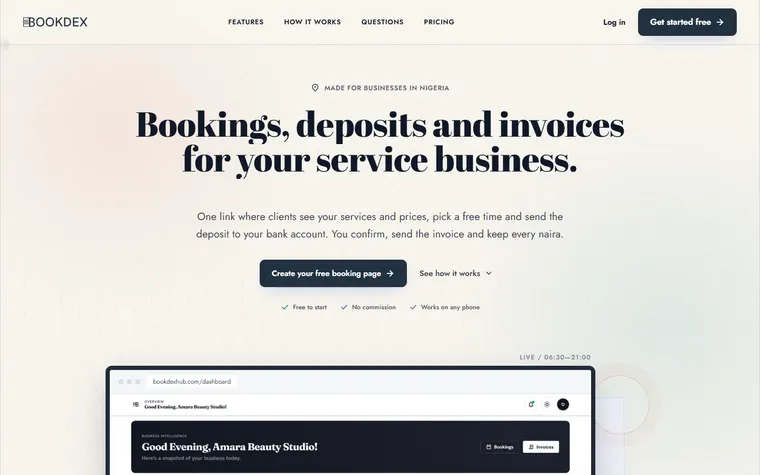 BOOKDEX
FEATURES
HOW IT WORKS
QUESTIONS
PRICING
Log in
Get started free →
MADE FOR BUSINESSES IN NIGERIA
Bookings, deposits and invoices
for your service business.
One link where clients see your services and prices, pick a free time and send the
deposit to your bank account. You confirm, send the invoice and keep every naira.
Create your free booking page →
See how it works
Free to start
No commission
Works on any phone
LIVE / 06:30—21:00
bookdexhub.com/dashboard
OVERVIEW
Good Evening, Amara Beauty Studio!
BUSINESS INTELLIGENCE
Good Evening, Amara Beauty Studio!
Here's a snapshot of your business today.
Bookings
Invoices